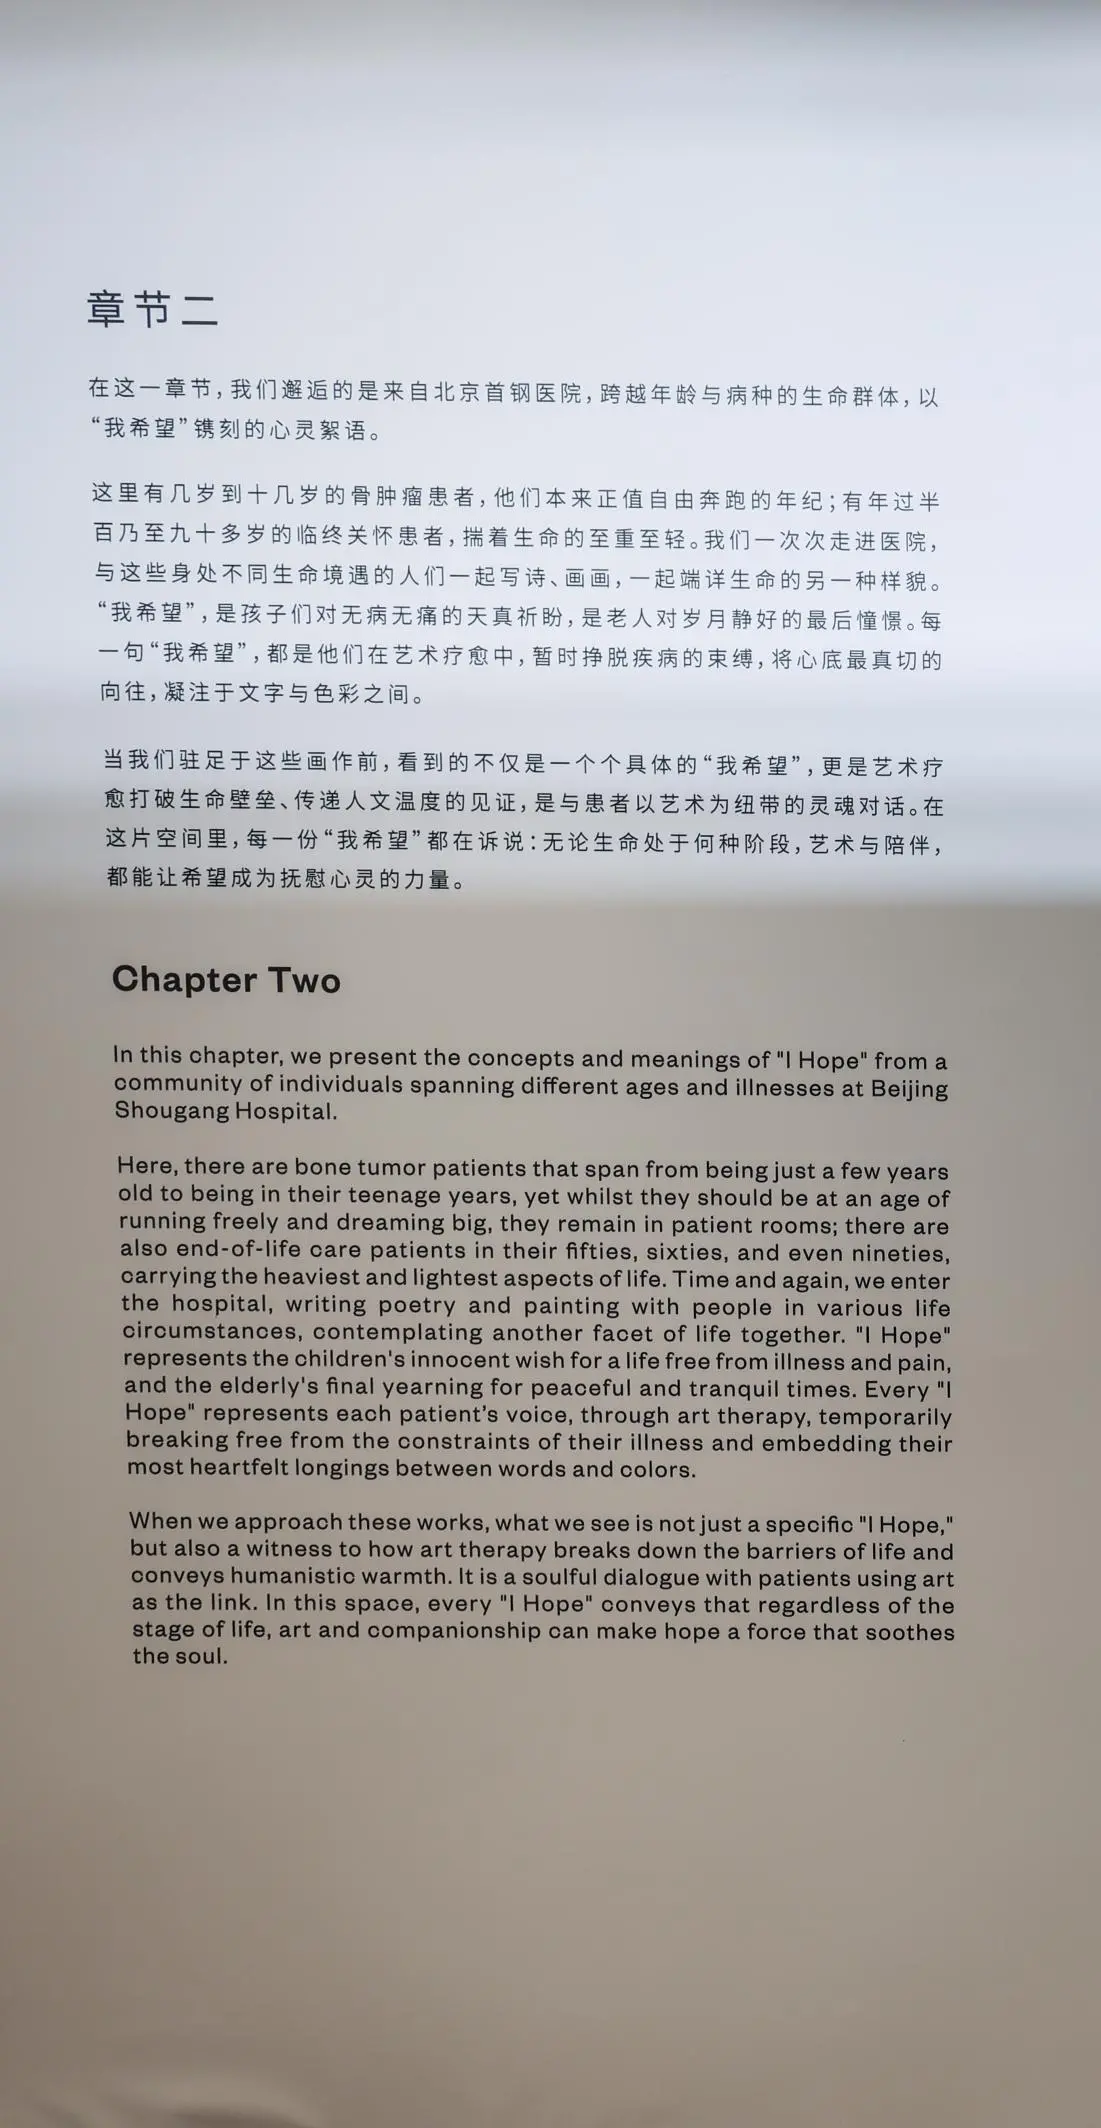 章节二
在这一章节，我们邂逅的是来自北京首钢医院，跨越年龄与病种的生命群体，以
“我希望”镌刻的心灵絮语。
这里有几岁到十几岁的骨肿瘤患者，他们本来正值自由奔跑的年纪；有年过半
百乃至九十多岁的临终关怀患者，揣着生命的至重至轻。我们一次次走进医院，
与这些身处不同生命境遇的人们一起写诗、画画，一起端详生命的另一种样貌。
“我希望”，是孩子们对无病无痛的天真祈盼，是老人对岁月静好的最后憧憬。每
一句“我希望”，都是他们在艺术疗愈中，暂时挣脱疾病的束缚，将心底最真切的
向往，凝注于文字与色彩之间。
当我们驻足于这些画作前，看到的不仅是一个个具体的“我希望”，更是艺术疗
愈打破生命壁垒、传递人文温度的见证，是与患者以艺术为纽带的灵魂对话。在
这片空间里，每一份“我希望”都在诉说：无论生命处于何种阶段，艺术与陪伴，
都能让希望成为抚慰心灵的力量。
Chapter Two
In this chapter, we present the concepts and meanings of "I Hope" from a
community of individuals spanning different ages and illnesses at Beijing
Shougang Hospital.
Here, there are bone tumor patients that span from being just a few years
old to being in their teenage years, yet whilst they should be at an age of
running freely and dreaming big, they remain in patient rooms; there are
also end-of-life care patients in their fifties, sixties, and even nineties,
carrying the heaviest and lightest aspects of life. Time and again, we enter
the hospital, writing poetry and painting with people in various life
circumstances, contemplating another facet of life together. "I Hope"
represents the children's innocent wish for a life free from illness and pain,
and the elderly's final yearning for peaceful and tranquil times. Every "I
Hope" represents each patient’s voice, through art therapy, temporarily
breaking free from the constraints of their illness and embedding their
most heartfelt longings between words and colors.
When we approach these works, what we see is not just a specific "I Hope,"
but also a witness to how art therapy breaks down the barriers of life and
conveys humanistic warmth. It is a soulful dialogue with patients using art
as the link. In this space, every "I Hope" conveys that regardless of the
stage of life, art and companionship can make hope a force that soothes
the soul.